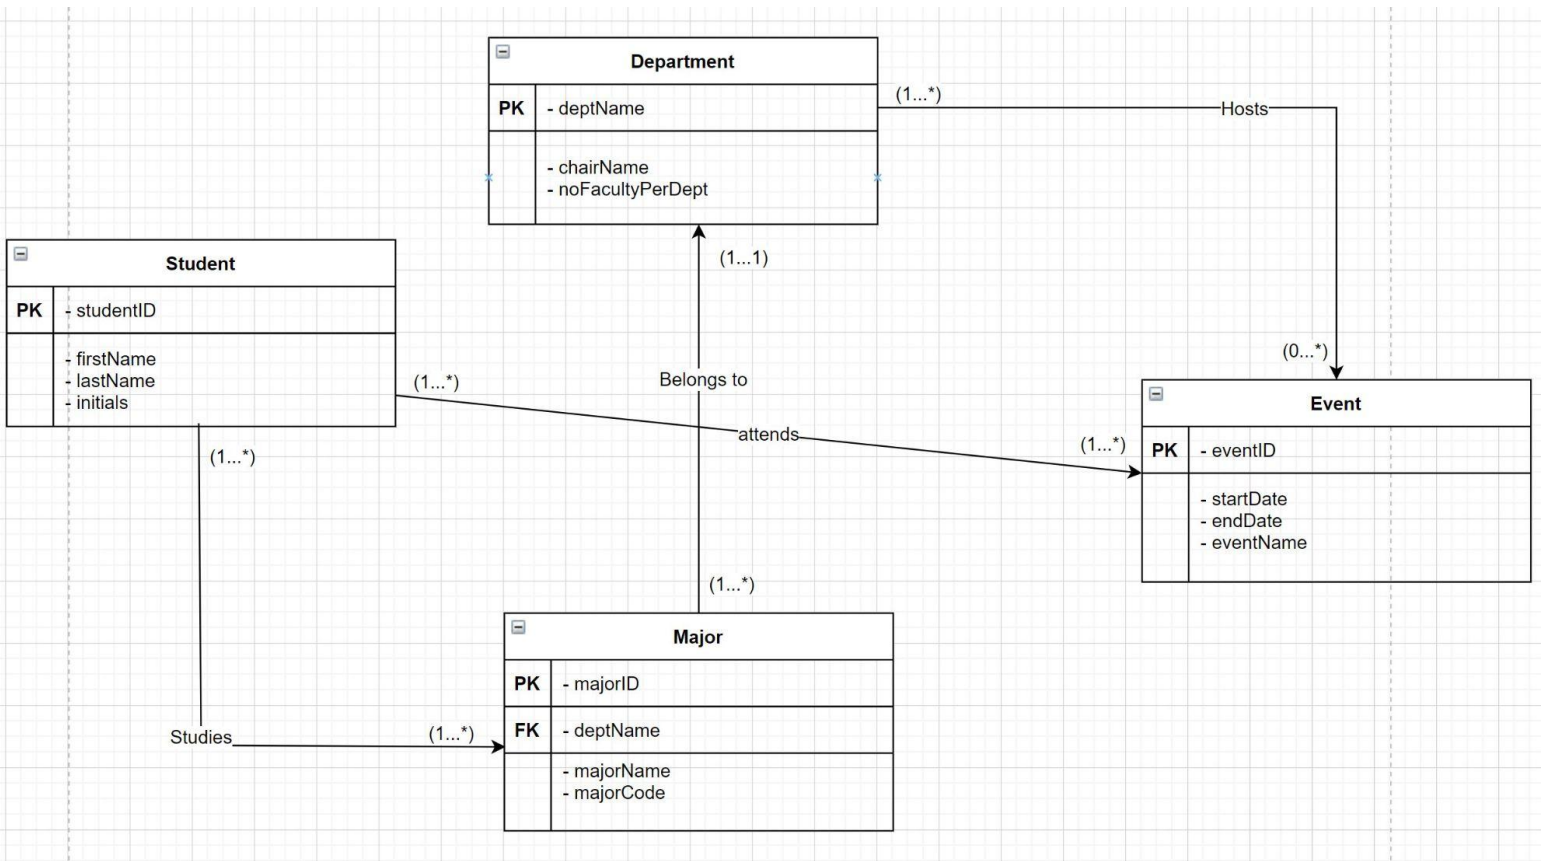 Department
PK - deptName
- chairName
- noFacultyPerDept
(1...*)
Hosts
(0...*)
(1...1)
Belongs to
(1...*)
Student
PK - studentID
- firstName
- lastName
- initials
(1...*)
attends
(1...*)
(1...*)
Studies
(1...*)
Event
PK - eventID
- startDate
- endDate
- eventName
Major
PK - majorID
FK - deptName
- majorName
- majorCode